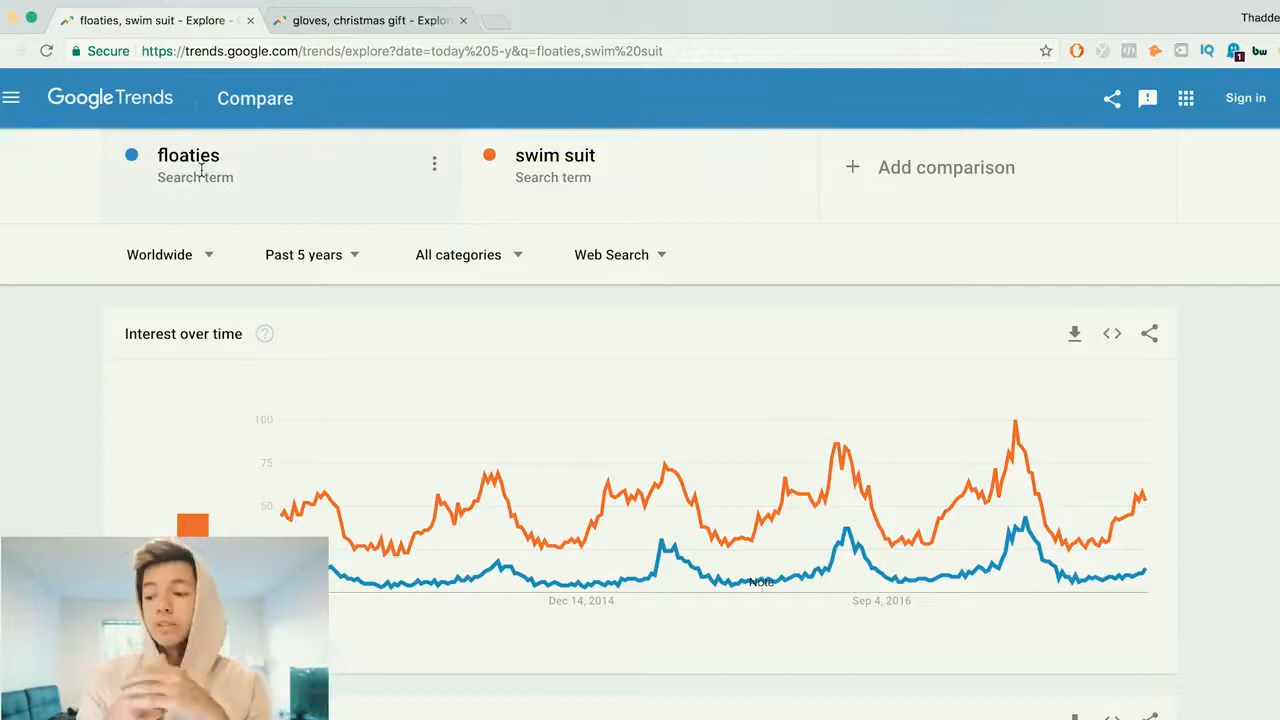 floaties, swim suit - Explore -
gloves, christmas gift - Explor
Thadde
Secure https://trends.google.com/trends/explore?date=today%205-y&q=floaties,swim%20suit
IQ
1
bw
Google Trends Compare
Sign in
floaties
Search term
swim suit
Search term
+ Add comparison
Worldwide
Past 5 years
All categories
Web Search
Interest over time ?
100
75
50
Note
Dec 14, 2014
Sep 4, 2016